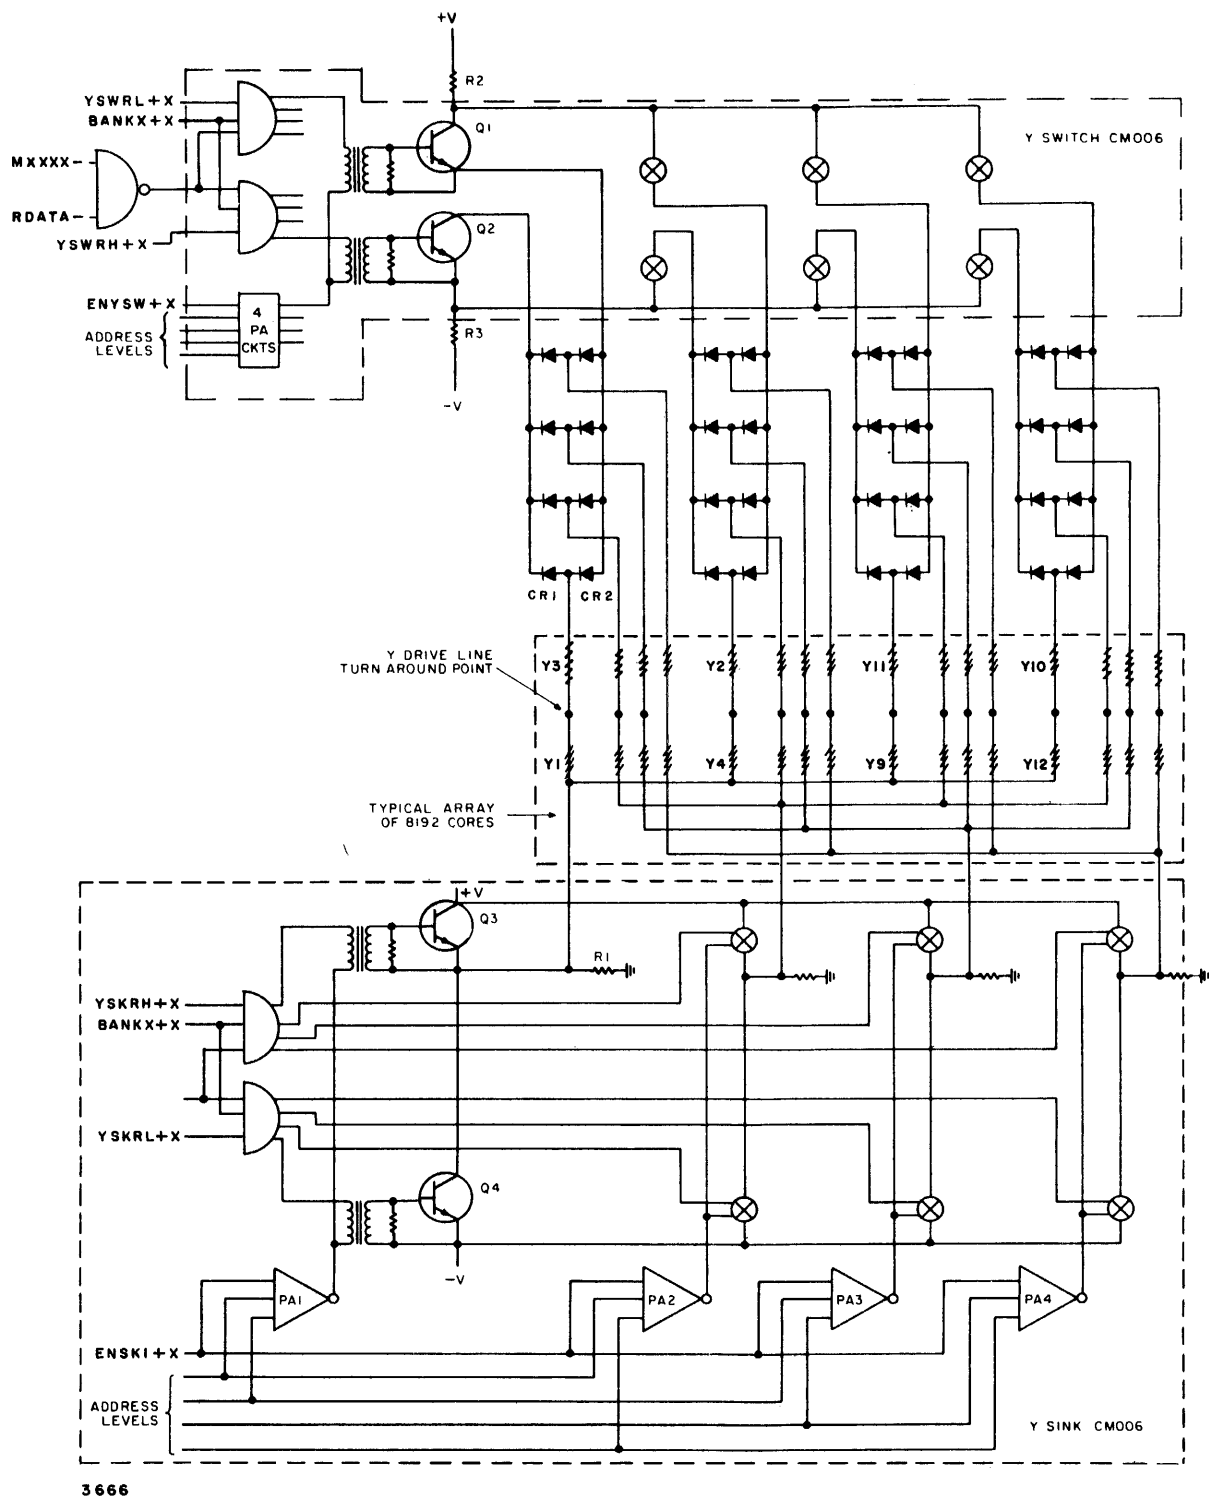 +V
R2
YSWRL+X
BANKX+X
Q1
Y SWITCH CM006
MXXXX-
RDATA-
Q2
YSWRH+X
ENYSW+X
4
PA
CKTS
ADDRESS
LEVELS
R3
-V
CR1 CR2
Y DRIVE LINE
TURN AROUND POINT
Y3 Y2 Y11 Y10
Y1 Y4 Y9 Y12
TYPICAL ARRAY
OF 8192 CORES
+V
Q3
R1
YSKRH+X
BANKX+X
YSKRL+X
Q4
-V
PA1 PA2 PA3 PA4
ENSKI+X
ADDRESS
LEVELS
Y SINK CM006
3666